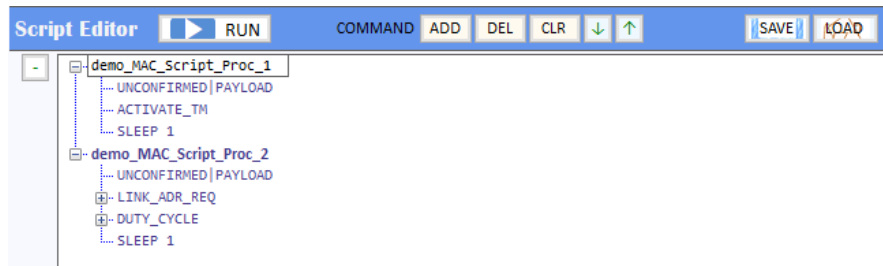 Script Editor RUN COMMAND ADD DEL CLR ↓ ↑ SAVE LOAD
demo_MAC_Script_Proc_1
UNCONFIRMED|PAYLOAD
ACTIVATE_TM
SLEEP 1
demo_MAC_Script_Proc_2
UNCONFIRMED|PAYLOAD
LINK_ADR_REQ
DUTY_CYCLE
SLEEP 1